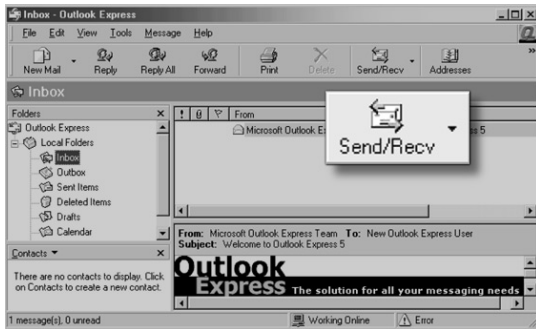 Inbox - Outlook Express
File Edit View Tools Message Help
New Mail Reply Reply All Forward Print Delete Send/Recv Addresses
Inbox
Folders
Outlook Express
Local Folders
Inbox
Outbox
Sent Items
Deleted Items
Drafts
Calendar
! From
Microsoft Outlook E 5
Send/Recv
From: Microsoft Outlook Express Team To: New Outlook Express User
Subject: Welcome to Outlook Express 5
Outlook
Express The solution for all your messaging needs
Contacts
There are no contacts to display. Click
on Contacts to create a new contact.
1 message(s), 0 unread Working Online Error